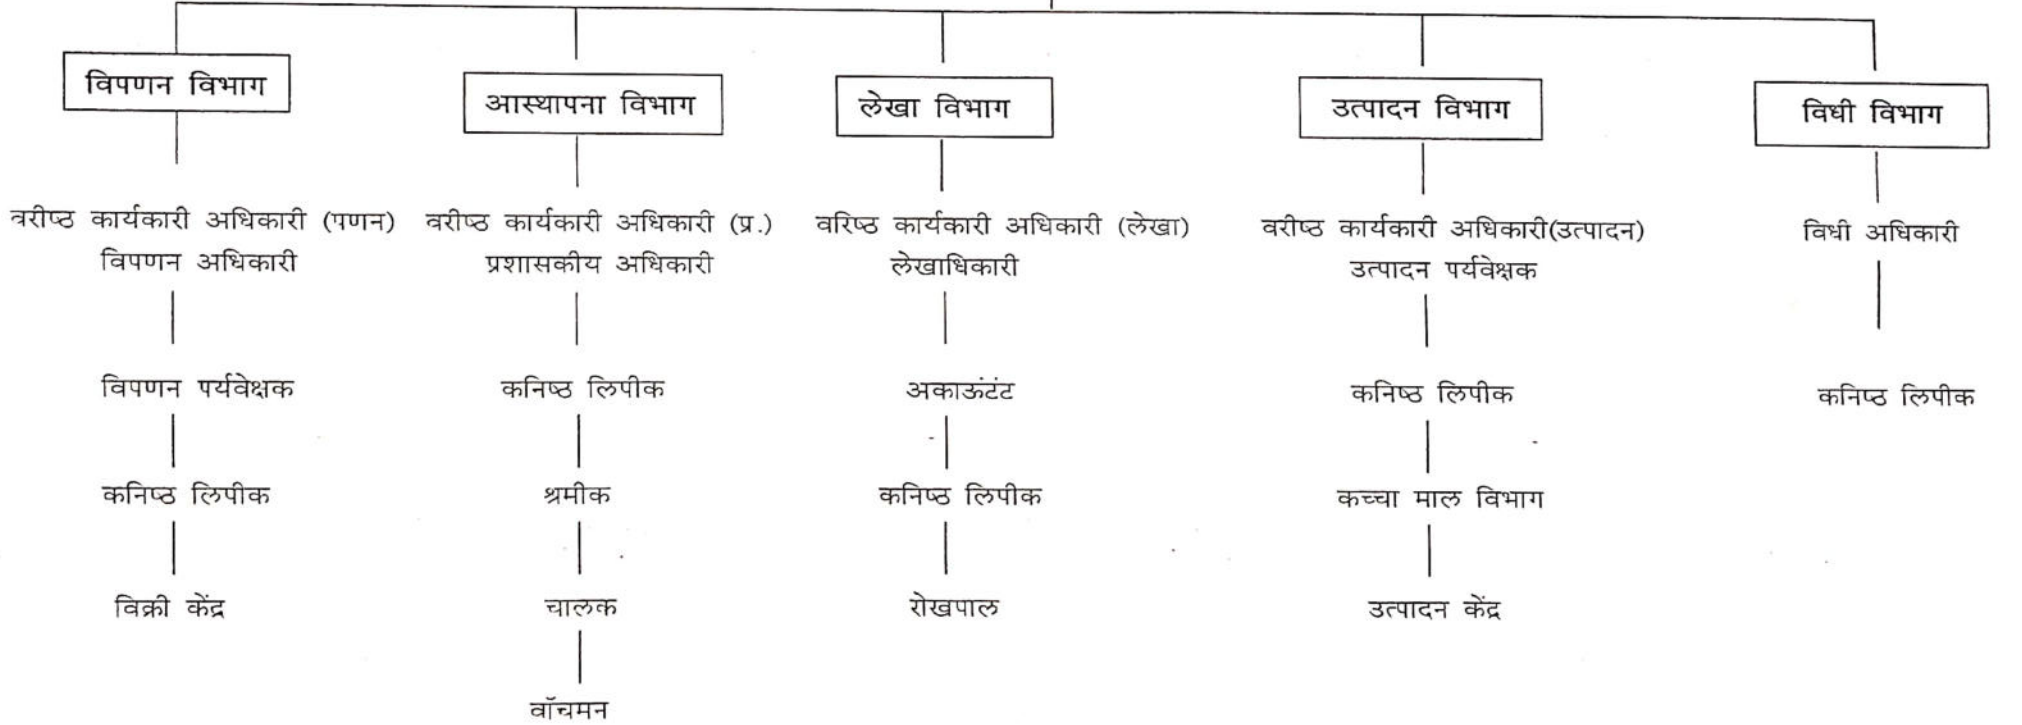 विपणन विभाग
आस्थापना विभाग
लेखा विभाग
उत्पादन विभाग
विधी विभाग
वरीष्ठ कार्यकारी अधिकारी (पणन)
विपणन अधिकारी
वरीष्ठ कार्यकारी अधिकारी (प्र.)
प्रशासकीय अधिकारी
वरिष्ठ कार्यकारी अधिकारी (लेखा)
लेखाधिकारी
वरीष्ठ कार्यकारी अधिकारी(उत्पादन)
उत्पादन पर्यवेक्षक
विधी अधिकारी
विपणन पर्यवेक्षक
कनिष्ठ लिपीक
अकाऊंटंट
कनिष्ठ लिपीक
कनिष्ठ लिपीक
कनिष्ठ लिपीक
श्रमीक
कनिष्ठ लिपीक
कच्चा माल विभाग
विक्री केंद्र
चालक
रोखपाल
उत्पादन केंद्र
वॉचमन